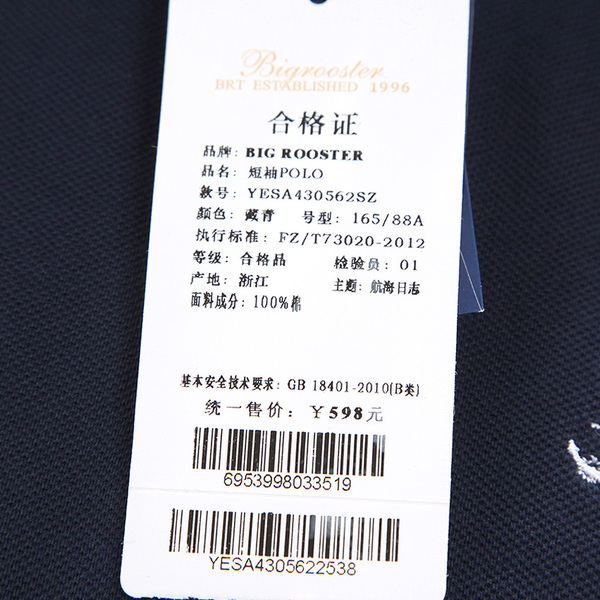 Bigrooster
BRT ESTABLISHED 1996
合格证
品牌: BIG ROOSTER
品名: 短袖POLO
款号: YESA430562SZ
颜色: 藏青 号型: 165/88A
执行标准: FZ/T73020-2012
等级: 合格品 检验员: 01
产地: 浙江 主题: 航海日志
面料成分: 100%棉
基本安全技术要求: GB 18401-2010(B类)
统一售价: ¥598元
6953998033519
YESA4305622538